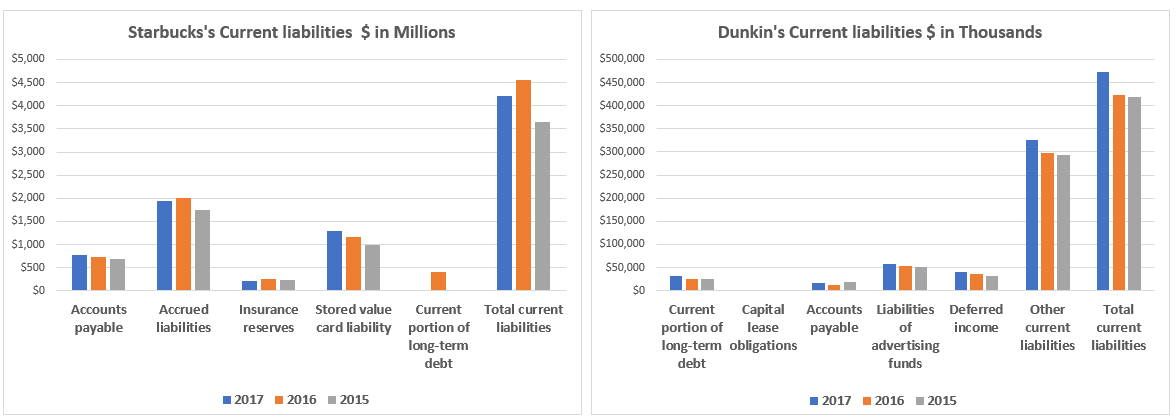 Starbucks's Current liabilities $ in Millions
$5,000
$4,500
$4,000
$3,500
$3,000
$2,500
$2,000
$1,500
$1,000
$500
$0
Accounts
payable
Accrued
liabilities
Insurance
reserves
Stored value
card liability
Current
portion of
long-term
debt
Total current
liabilities
2017 2016 2015
Dunkin's Current liabilities $ in Thousands
$500,000
$450,000
$400,000
$350,000
$300,000
$250,000
$200,000
$150,000
$100,000
$50,000
$0
Current
portion of
long-term
debt
Capital
lease
obligations
Accounts
payable
Liabilities
of
advertising
funds
Deferred
income
Other
current
liabilities
Total
current
liabilities
2017 2016 2015